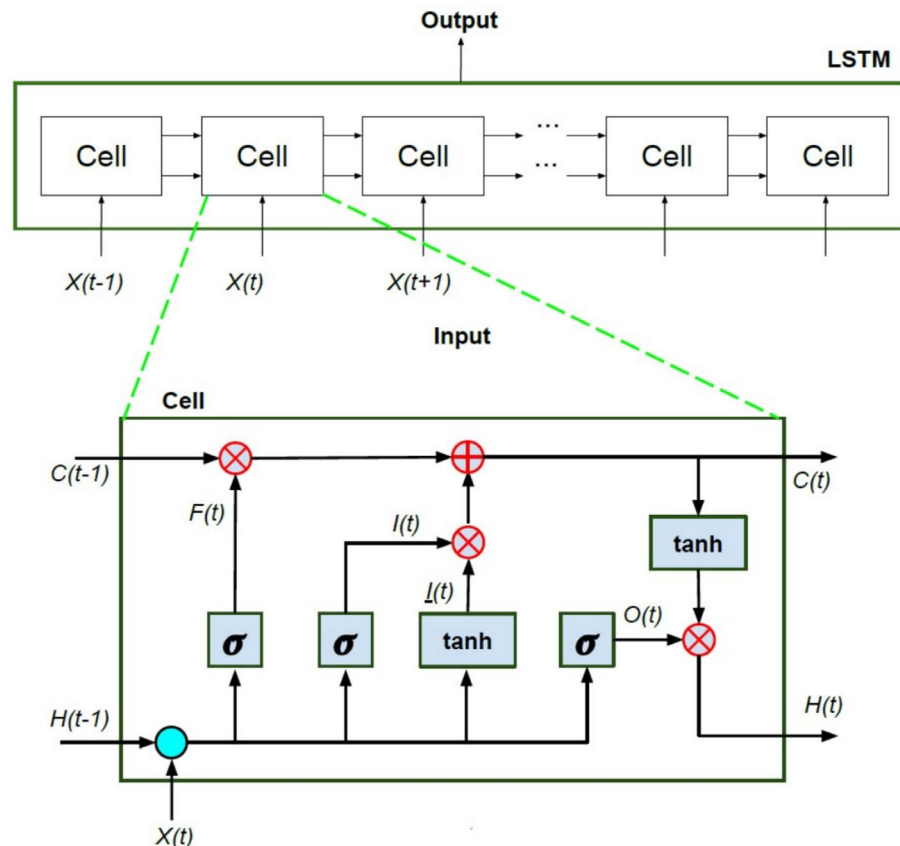 Output
LSTM
Cell Cell Cell ... ... Cell Cell
X(t-1) X(t) X(t+1)
Input
Cell
C(t-1) C(t)
F(t) I(t)
tanh
I(t)
σ σ tanh σ O(t)
H(t-1) H(t)
X(t)